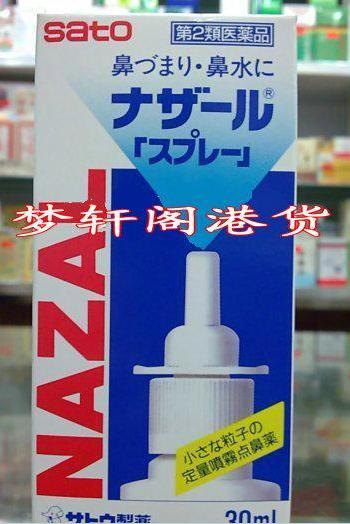 sato
第2類医薬品
鼻づまり・鼻水に
ナザール®
「スプレー」
梦轩阁港货
NAZAL
小さな粒子の
定量噴霧点鼻薬
サトウ製薬
30ml